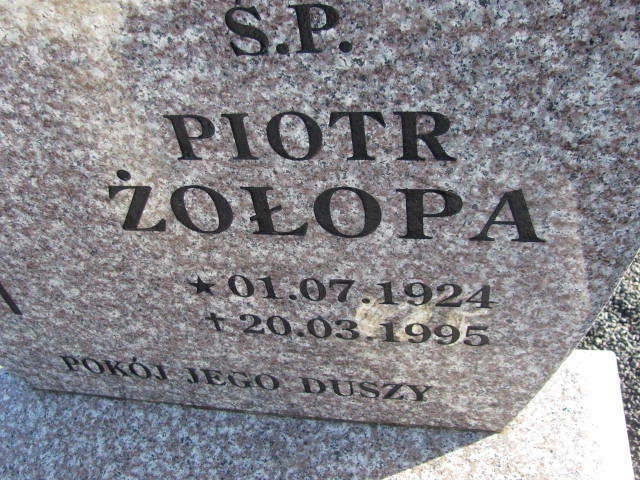 Ś.P.
PIOTR
ŻOŁOPA
★ 01.07.1924
✝ 20.03.1995
POKÓJ JEGO DUSZY